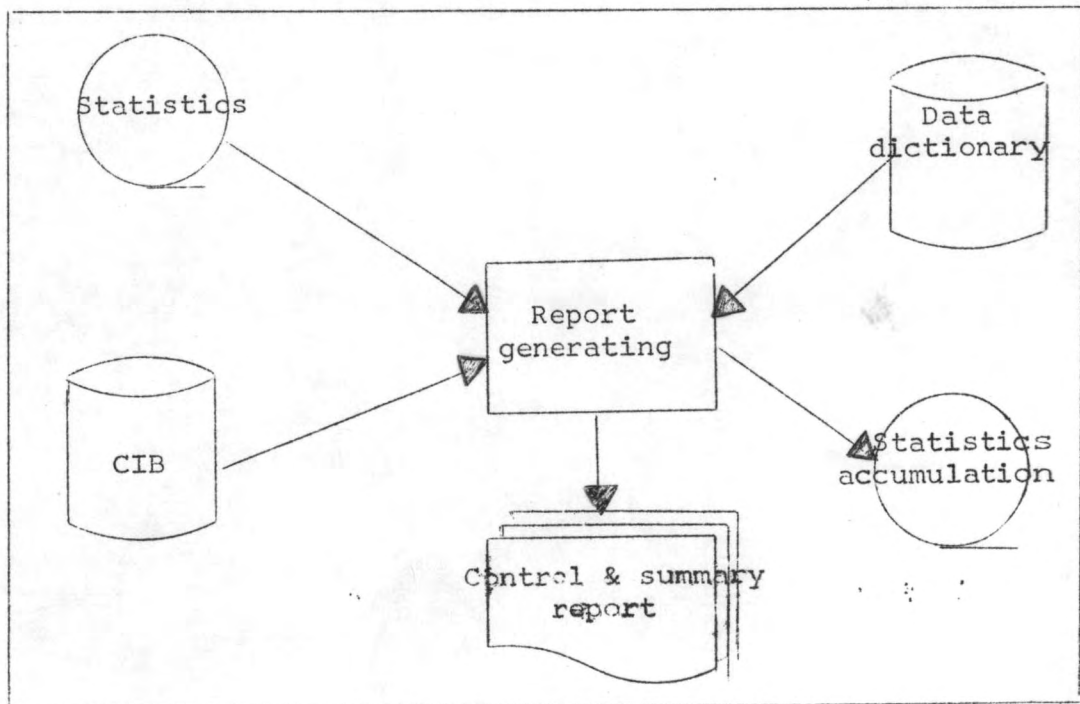 Statistics
Data
dictionary
Report
generating
CIB
Statistics
accumulation
Control & summary
report